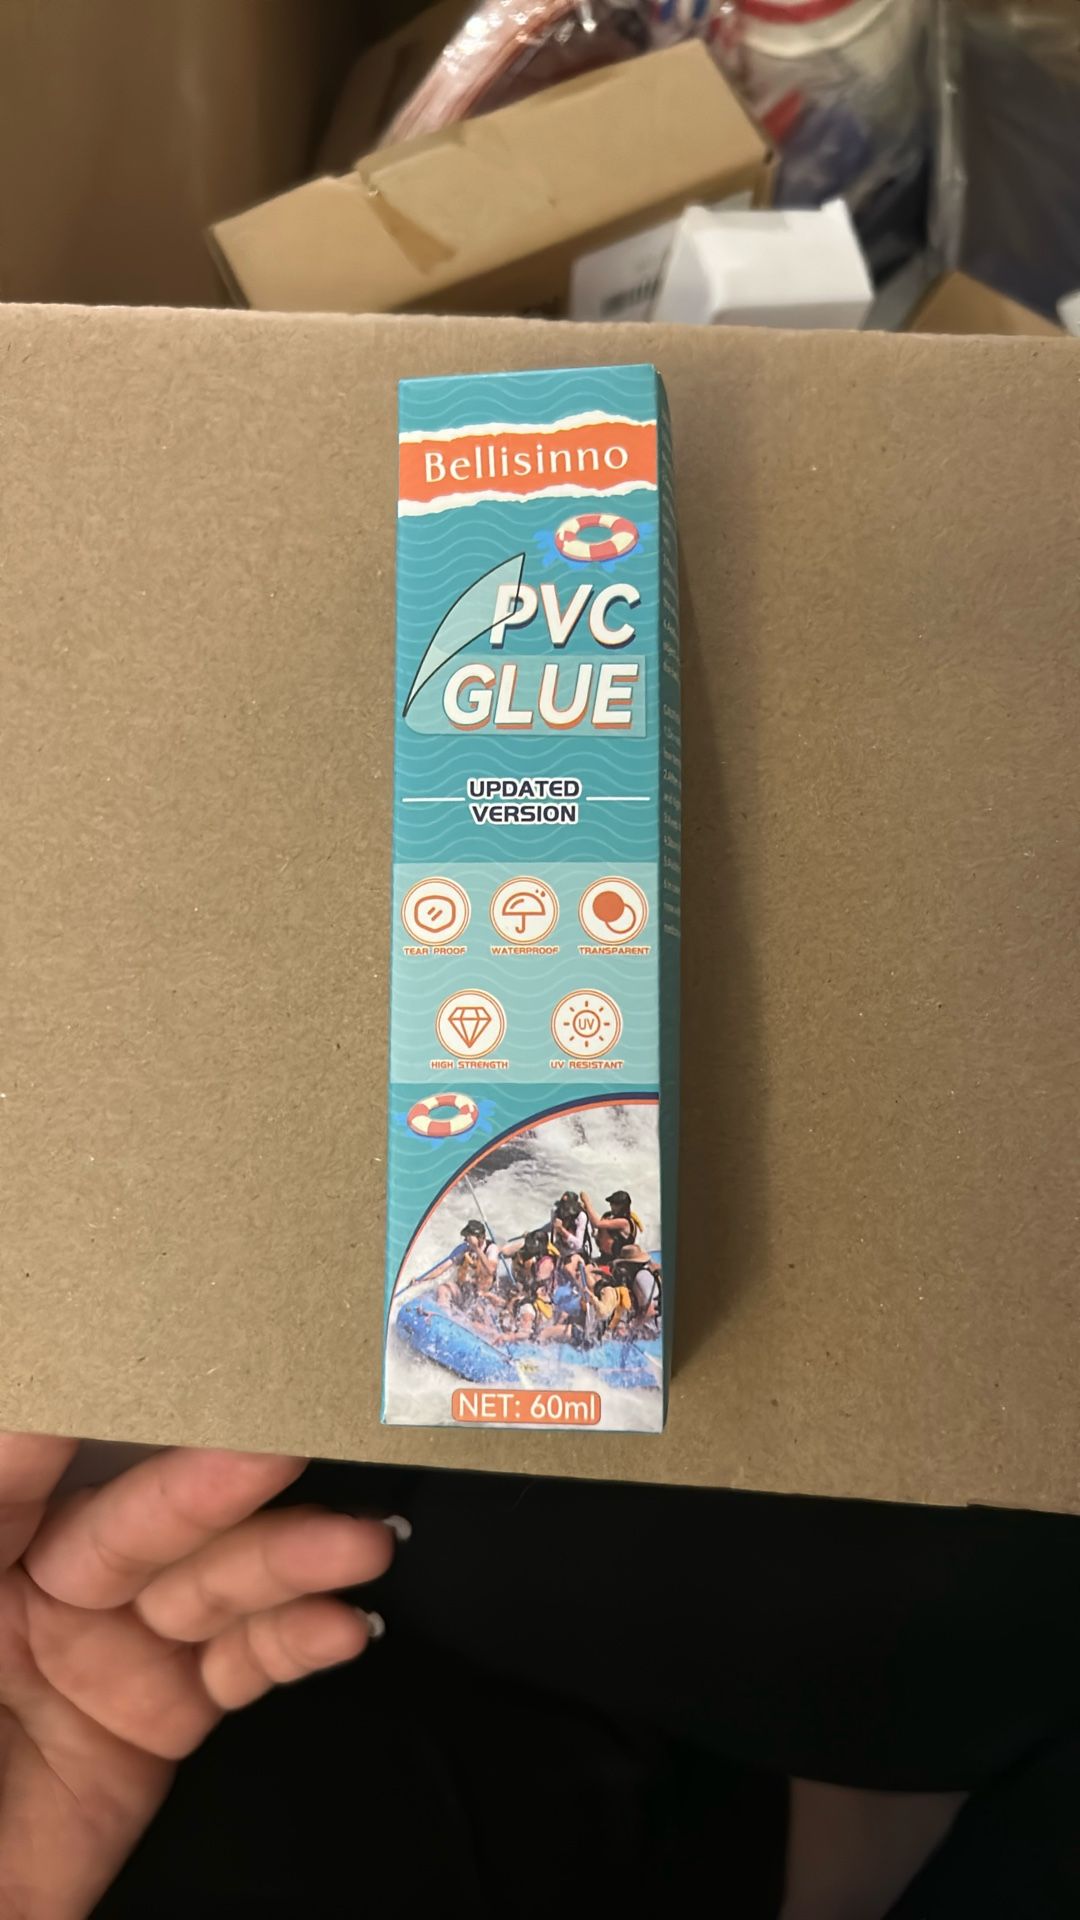 Bellisinno
PVC
GLUE
UPDATED
VERSION
TEAR PROOF
WATERPROOF
TRANSPARENT
HIGH STRENGTH
UV
UV RESISTANT
NET: 60ml